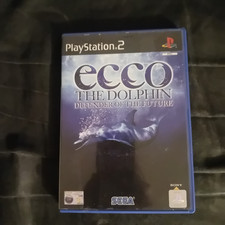 PlayStation 2
ecco
THE DOLPHIN
DEFENDER OF THE FUTURE
SEGA